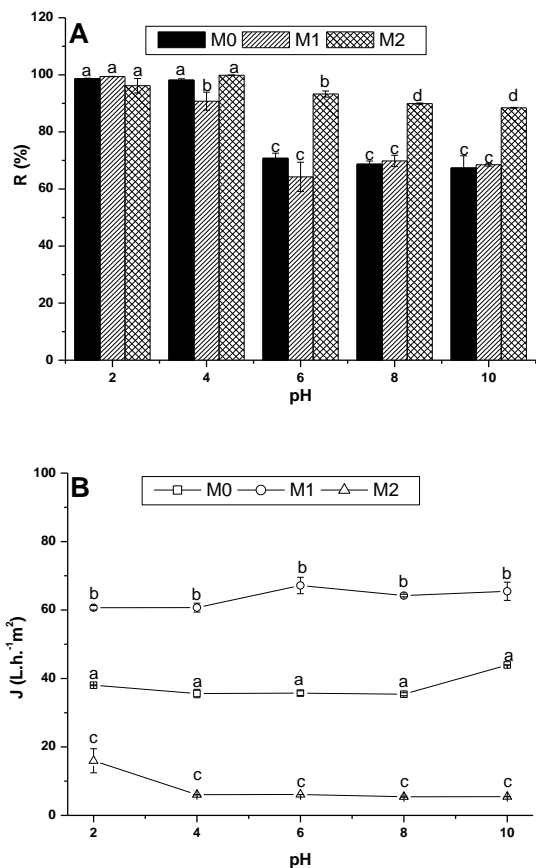 A
M0 M1 M2
a a a a b a c c b c c d c c d
R (%)
0 20 40 60 80 100 120
2 4 6 8 10
pH
B
M0 M1 M2
b b b b b
a a a a a
c c c c c
J (L.h.⁻¹m²)
0 20 40 60 80 100
2 4 6 8 10
pH